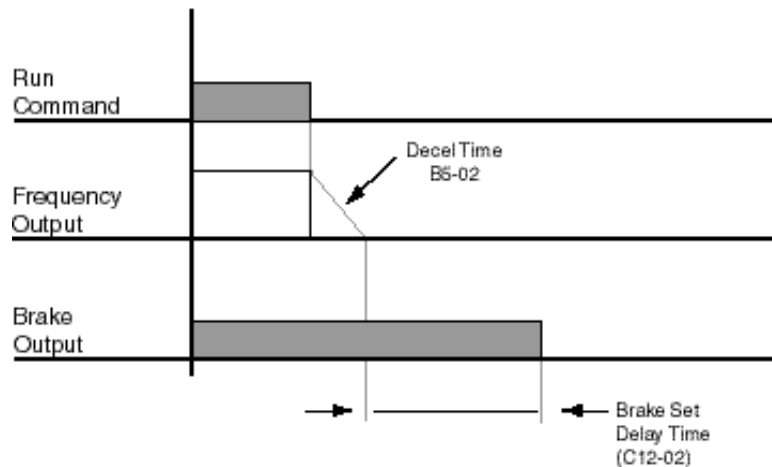 Run
Command
Decel Time
B5-02
Frequency
Output
Brake
Output
Brake Set
Delay Time
(C12-02)